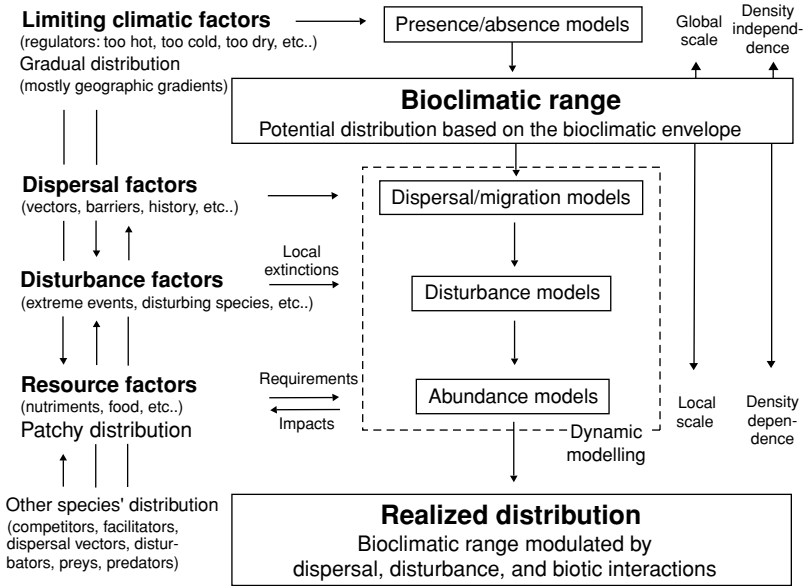 Limiting climatic factors
(regulators: too hot, too cold, too dry, etc..)
Gradual distribution
(mostly geographic gradients)
Presence/absence models
Global
scale
Density
independ-
dence
Bioclimatic range
Potential distribution based on the bioclimatic envelope
Dispersal factors
(vectors, barriers, history, etc..)
Dispersal/migration models
Local
extinctions
Disturbance factors
(extreme events, disturbing species, etc..)
Disturbance models
Resource factors
(nutriments, food, etc..)
Patchy distribution
Requirements
Impacts
Abundance models
Dynamic
modelling
Local
scale
Density
depen-
dence
Other species' distribution
(competitors, facilitators,
dispersal vectors, distur-
bators, preys, predators)
Realized distribution
Bioclimatic range modulated by
dispersal, disturbance, and biotic interactions